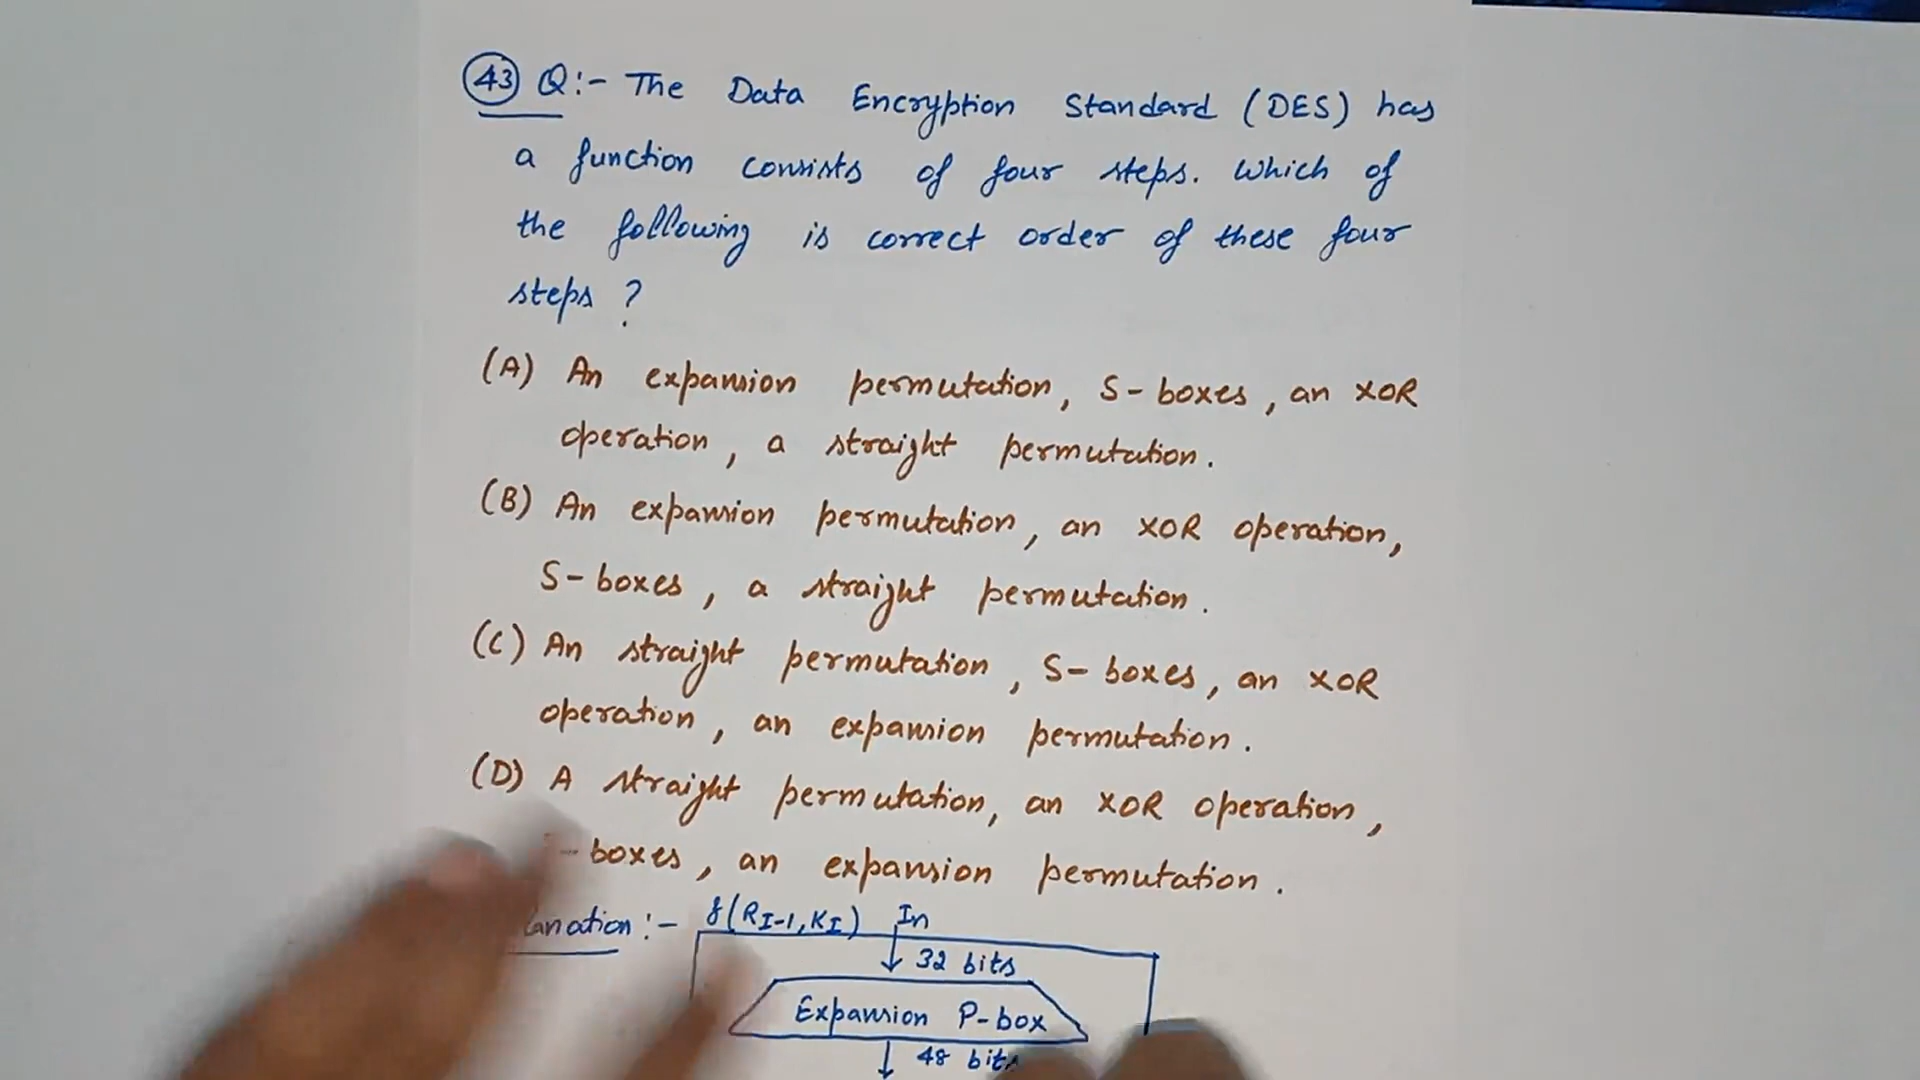 43 Q:- The Data Encryption Standard (DES) has
a function consists of four steps. Which of
the following is correct order of these four
steps ?
(A) An expansion permutation, S-boxes, an XOR
operation, a straight permutation.
(B) An expansion permutation, an XOR operation,
S-boxes, a straight permutation.
(C) An straight permutation, S-boxes, an XOR
operation, an expansion permutation.
(D) A straight permutation, an XOR operation,
-boxes, an expansion permutation.
lanation :- f(RI-1, KI) In
32 bits
Expansion P-box
48 bits